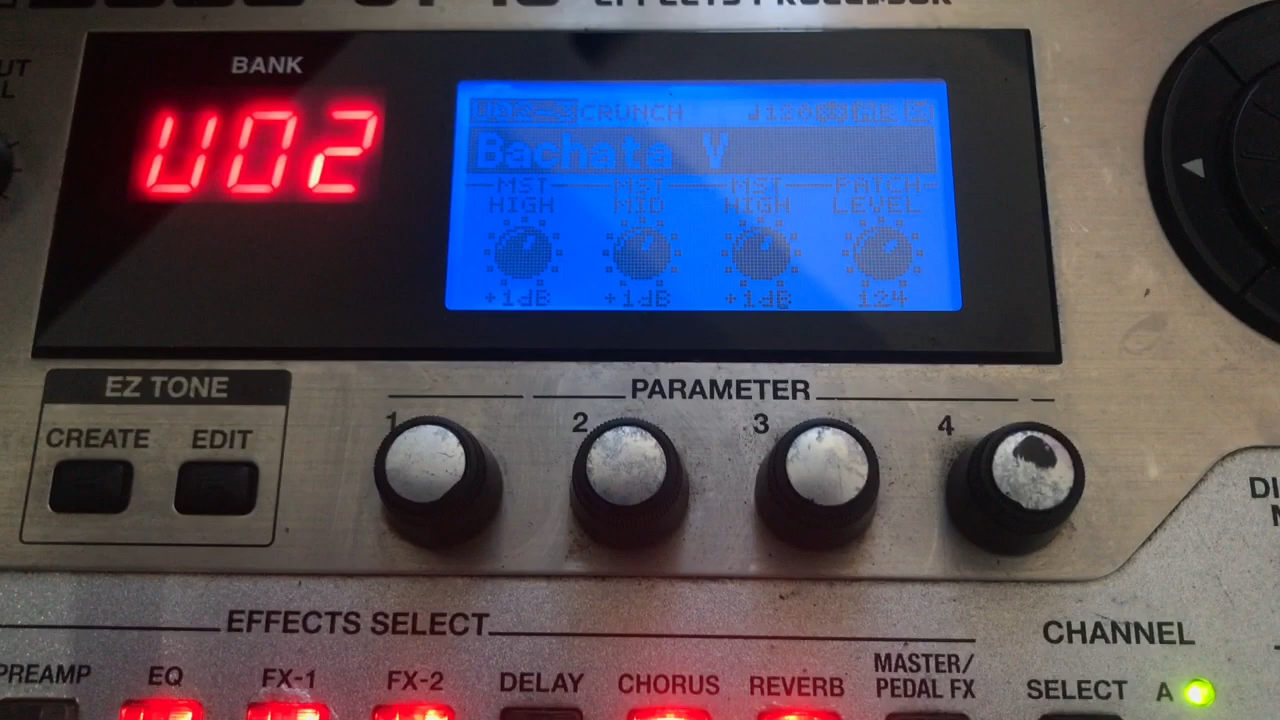 EFFECTS PROCESSOR
BANK
U02
CRUNCH
Bachata V
MST MST MST PATCH
HIGH MID HIGH LEVEL
+1dB +1dB +1dB 124
EZ TONE
CREATE EDIT
PARAMETER
1 2 3 4
EFFECTS SELECT
CHANNEL
PREAMP EQ FX-1 FX-2 DELAY CHORUS REVERB MASTER/
PEDAL FX
SELECT A